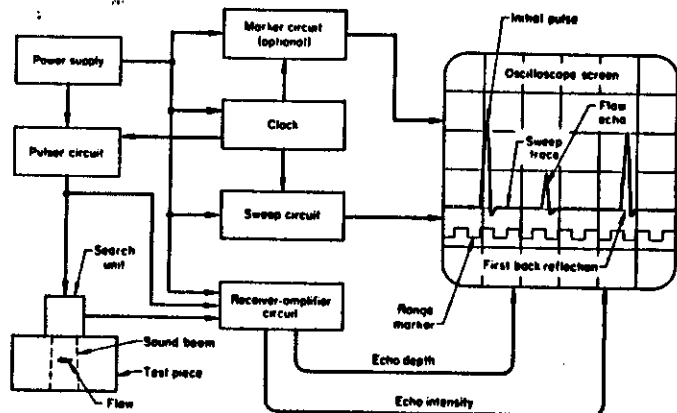 Initial pulse
Power supply
Marker circuit
(optional)
Oscilloscope screen
Flaw
echo
Clock
Pulser circuit
Sweep
trace
Sweep circuit
Search
unit
First back reflection
Receiver-amplifier
circuit
Range
marker
Sound beam
Echo depth
Test piece
Flaw
Echo intensity